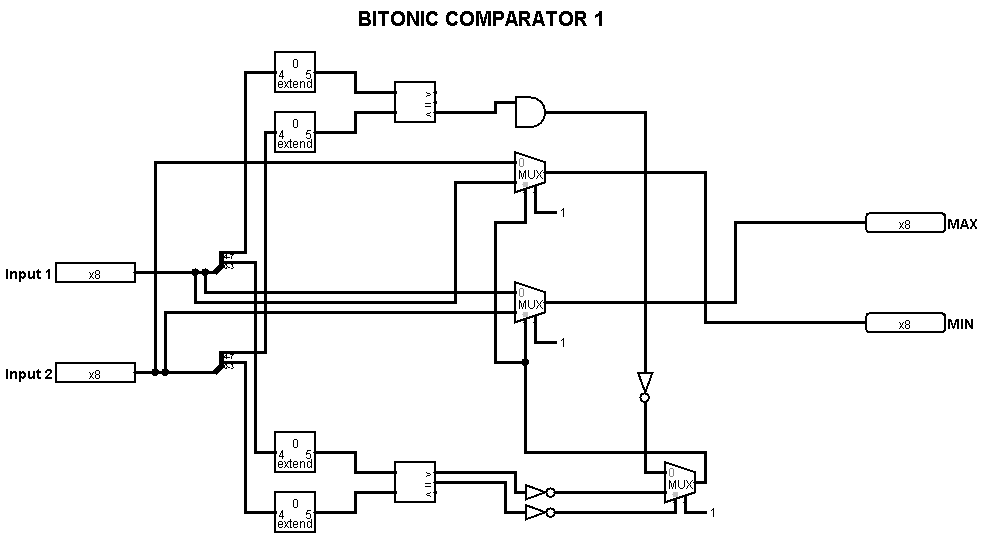 BITONIC COMPARATOR 1
0
4 5
extend
0
4 5
extend
>
=
<
0
MUX
1
x8
MAX
4-7
0-3
Input 1
x8
0
MUX
x8
MIN
1
4-7
0-3
Input 2
x8
0
4 5
extend
>
=
<
0
MUX
0
4 5
extend
1